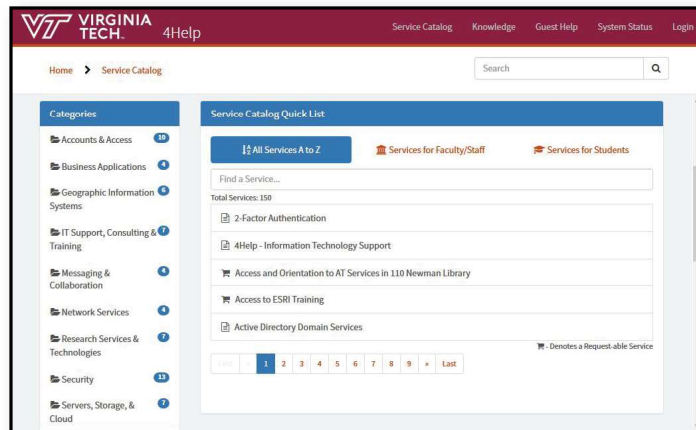 VIRGINIA
TECH.
4Help
Service Catalog Knowledge Guest Help System Status Login
Home Service Catalog
Search
Categories
Accounts & Access 10
Business Applications 4
Geographic Information 6
Systems
IT Support, Consulting & 7
Training
Messaging & 4
Collaboration
Network Services 4
Research Services & 7
Technologies
Security 13
Servers, Storage, & 7
Cloud
Service Catalog Quick List
All Services A to Z Services for Faculty/Staff Services for Students
Find a Service...
Total Services: 150
2-Factor Authentication
4Help - Information Technology Support
Access and Orientation to AT Services in 110 Newman Library
Access to ESRI Training
Active Directory Domain Services
- Denotes a Request-able Service
1 2 3 4 5 6 7 8 9 » Last